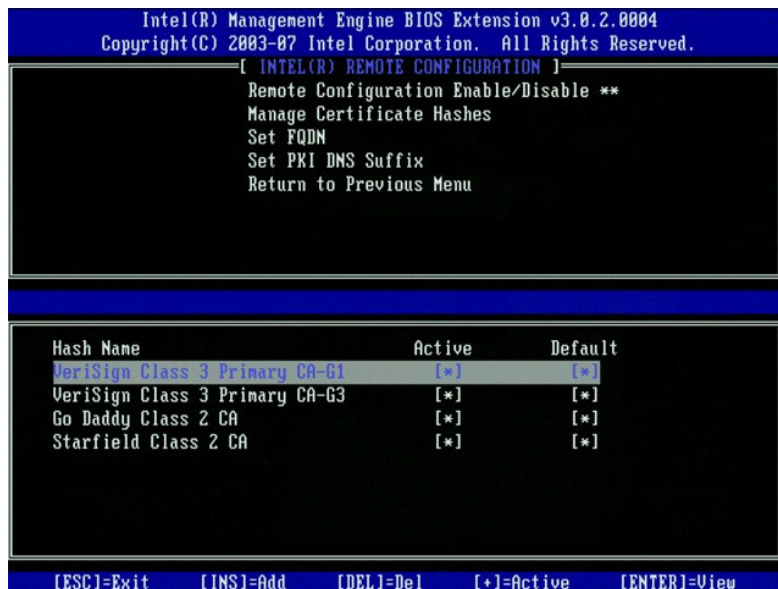 Intel(R) Management Engine BIOS Extension v3.0.2.0004
Copyright(C) 2003-07 Intel Corporation. All Rights Reserved.
[ INTEL(R) REMOTE CONFIGURATION ]
Remote Configuration Enable/Disable **
Manage Certificate Hashes
Set FQDN
Set PKI DNS Suffix
Return to Previous Menu
Hash Name Active Default
VeriSign Class 3 Primary CA-G1 [*] [*]
VeriSign Class 3 Primary CA-G3 [*] [*]
Go Daddy Class 2 CA [*] [*]
Starfield Class 2 CA [*] [*]
[ESC]=Exit [INS]=Add [DEL]=Del [+]=Active [ENTER]=View